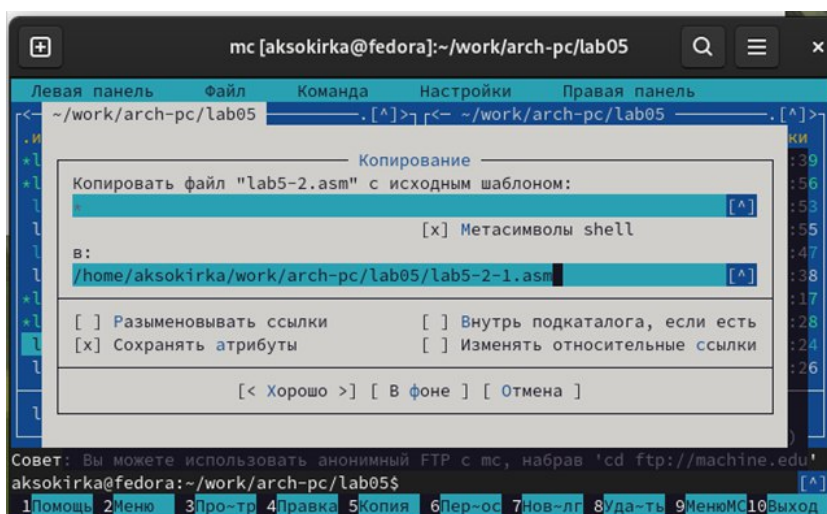 mc [aksokirka@fedora]:~/work/arch-pc/lab05
Левая панель Файл Команда Настройки Правая панель
<— ~/work/arch-pc/lab05 .[^]> <— ~/work/arch-pc/lab05 .[^]>
Копирование
Копировать файл "lab5-2.asm" с исходным шаблоном:
* [^]
[x] Метасимволы shell
в:
/home/aksokirka/work/arch-pc/lab05/lab5-2-1.asm [^]
[ ] Разыменовывать ссылки [ ] Внутрь подкаталога, если есть
[x] Сохранять атрибуты [ ] Изменять относительные ссылки
[< Хорошо >] [ В фоне ] [ Отмена ]
Совет: Вы можете использовать анонимный FTP с mc, набрав 'cd ftp://machine.edu'
aksokirka@fedora:~/work/arch-pc/lab05$ [^]
1Помощь 2Меню 3Про~тр 4Правка 5Копия 6Пер~ос 7Нов~лг 8Уда~ть 9МенюMC 10Выход